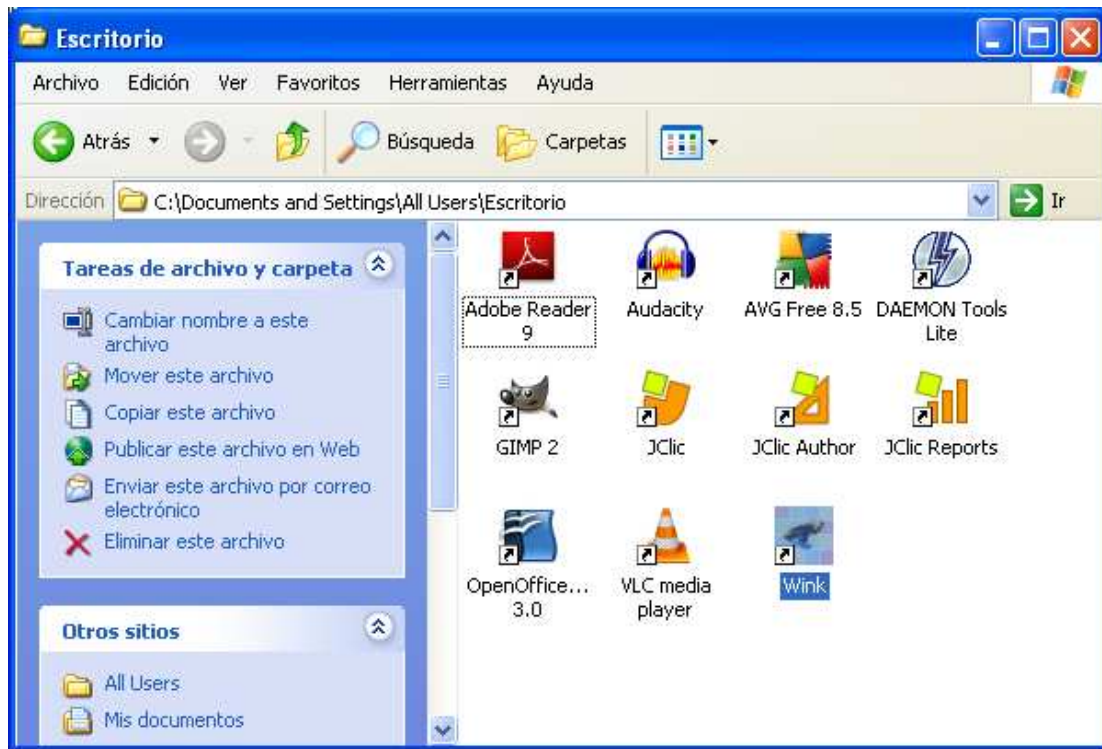 Escritorio
Archivo Edición Ver Favoritos Herramientas Ayuda
Atrás Búsqueda Carpetas
Dirección C:\Documents and Settings\All Users\Escritorio Ir
Tareas de archivo y carpeta
Cambiar nombre a este
archivo
Mover este archivo
Copiar este archivo
Publicar este archivo en Web
Enviar este archivo por correo
electrónico
Eliminar este archivo
Otros sitios
All Users
Mis documentos
Adobe Reader
9
Audacity
AVG Free 8.5
DAEMON Tools
Lite
GIMP 2
JClic
JClic Author
JClic Reports
OpenOffice...
3.0
VLC media
player
Wink